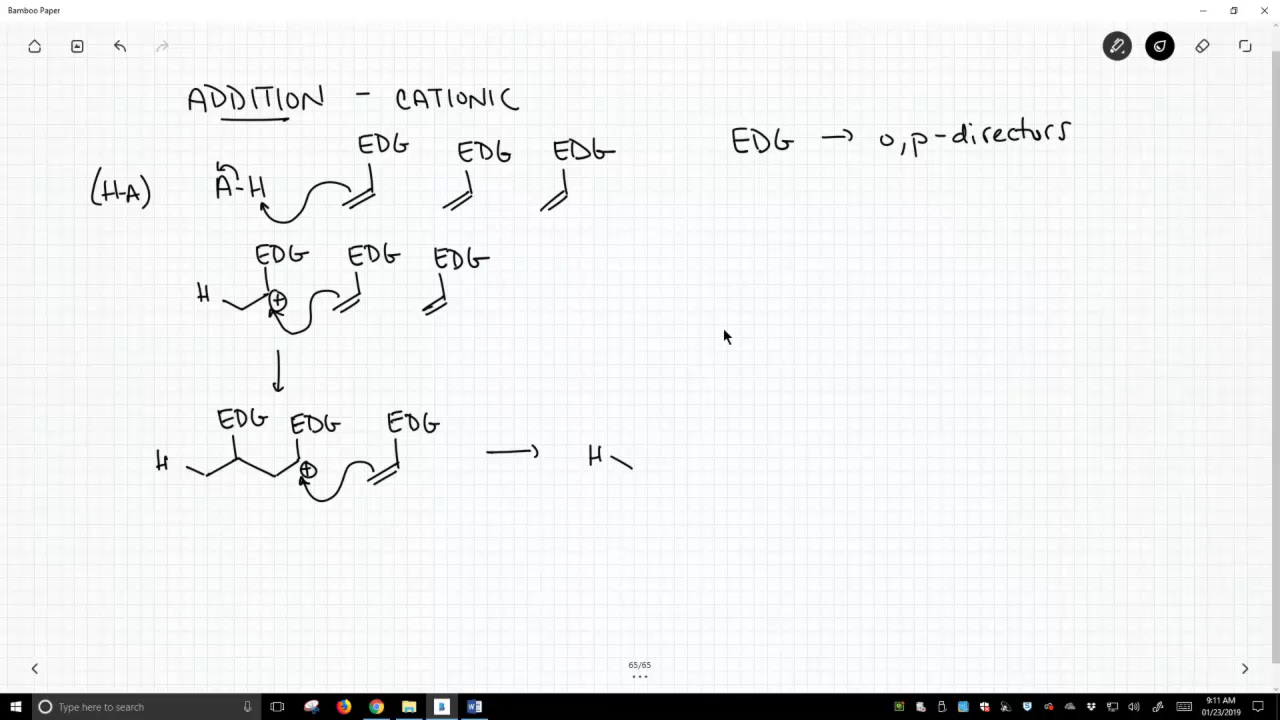 Bamboo Paper
ADDITION - CATIONIC
EDG → o,p-directors
EDG EDG EDG
(H-A) A-H
EDG EDG EDG
H ⊕
EDG EDG EDG
H ⊕ → H
65/65
Type here to search
9:11 AM
01/23/2019